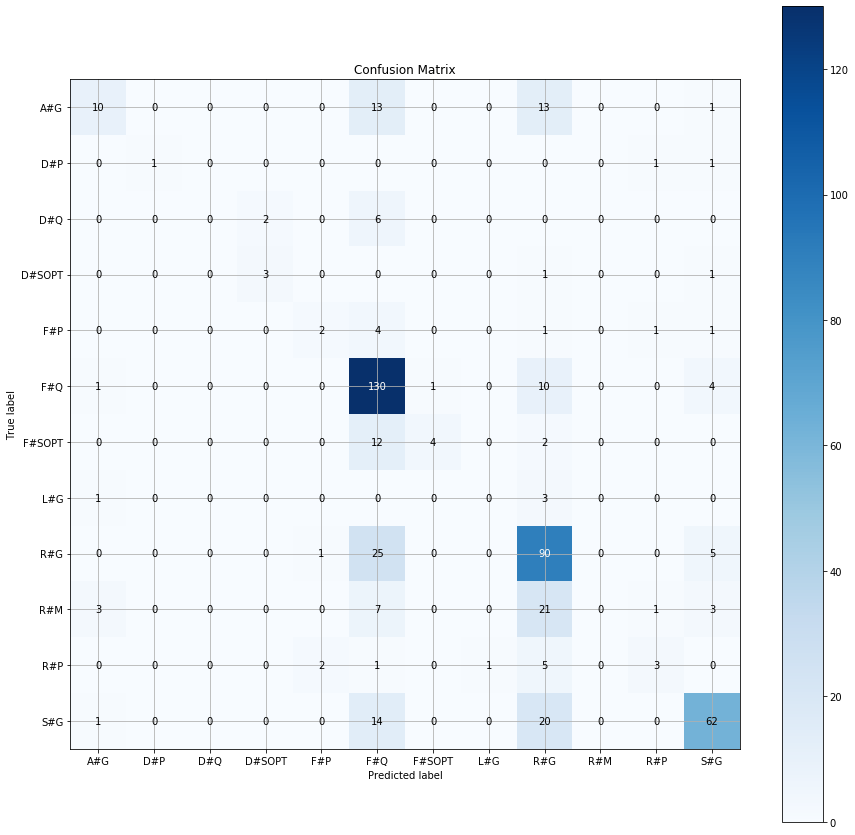 Confusion Matrix
True label
A#G 10 0 0 0 0 13 0 0 13 0 0 1
D#P 0 1 0 0 0 0 0 0 0 0 1 1
D#Q 0 0 0 2 0 6 0 0 0 0 0 0
D#SOPT 0 0 0 3 0 0 0 0 1 0 0 1
F#P 0 0 0 0 2 4 0 0 1 0 1 1
F#Q 1 0 0 0 0 130 1 0 10 0 0 4
F#SOPT 0 0 0 0 0 12 4 0 2 0 0 0
L#G 1 0 0 0 0 0 0 0 3 0 0 0
R#G 0 0 0 0 1 25 0 0 90 0 0 5
R#M 3 0 0 0 0 7 0 0 21 0 1 3
R#P 0 0 0 0 2 1 0 1 5 0 3 0
S#G 1 0 0 0 0 14 0 0 20 0 0 62
A#G D#P D#Q D#SOPT F#P F#Q F#SOPT L#G R#G R#M R#P S#G
Predicted label
120
100
80
60
40
20
0